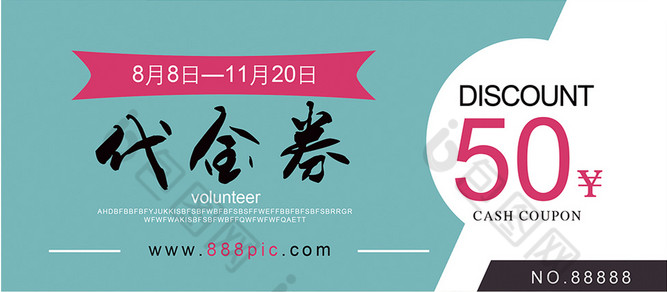 8月8日—11月20日
代金券
volunteer
AHDBFBBFBFYJUKKISBFSBFWBFBFSBSFFWEFFBBFBFSBFSBRRGR
WFWFWAKISBFSBFWBFFQWFWFWFQAETT
www.888pic.com
DISCOUNT
50¥
CASH COUPON
NO.88888